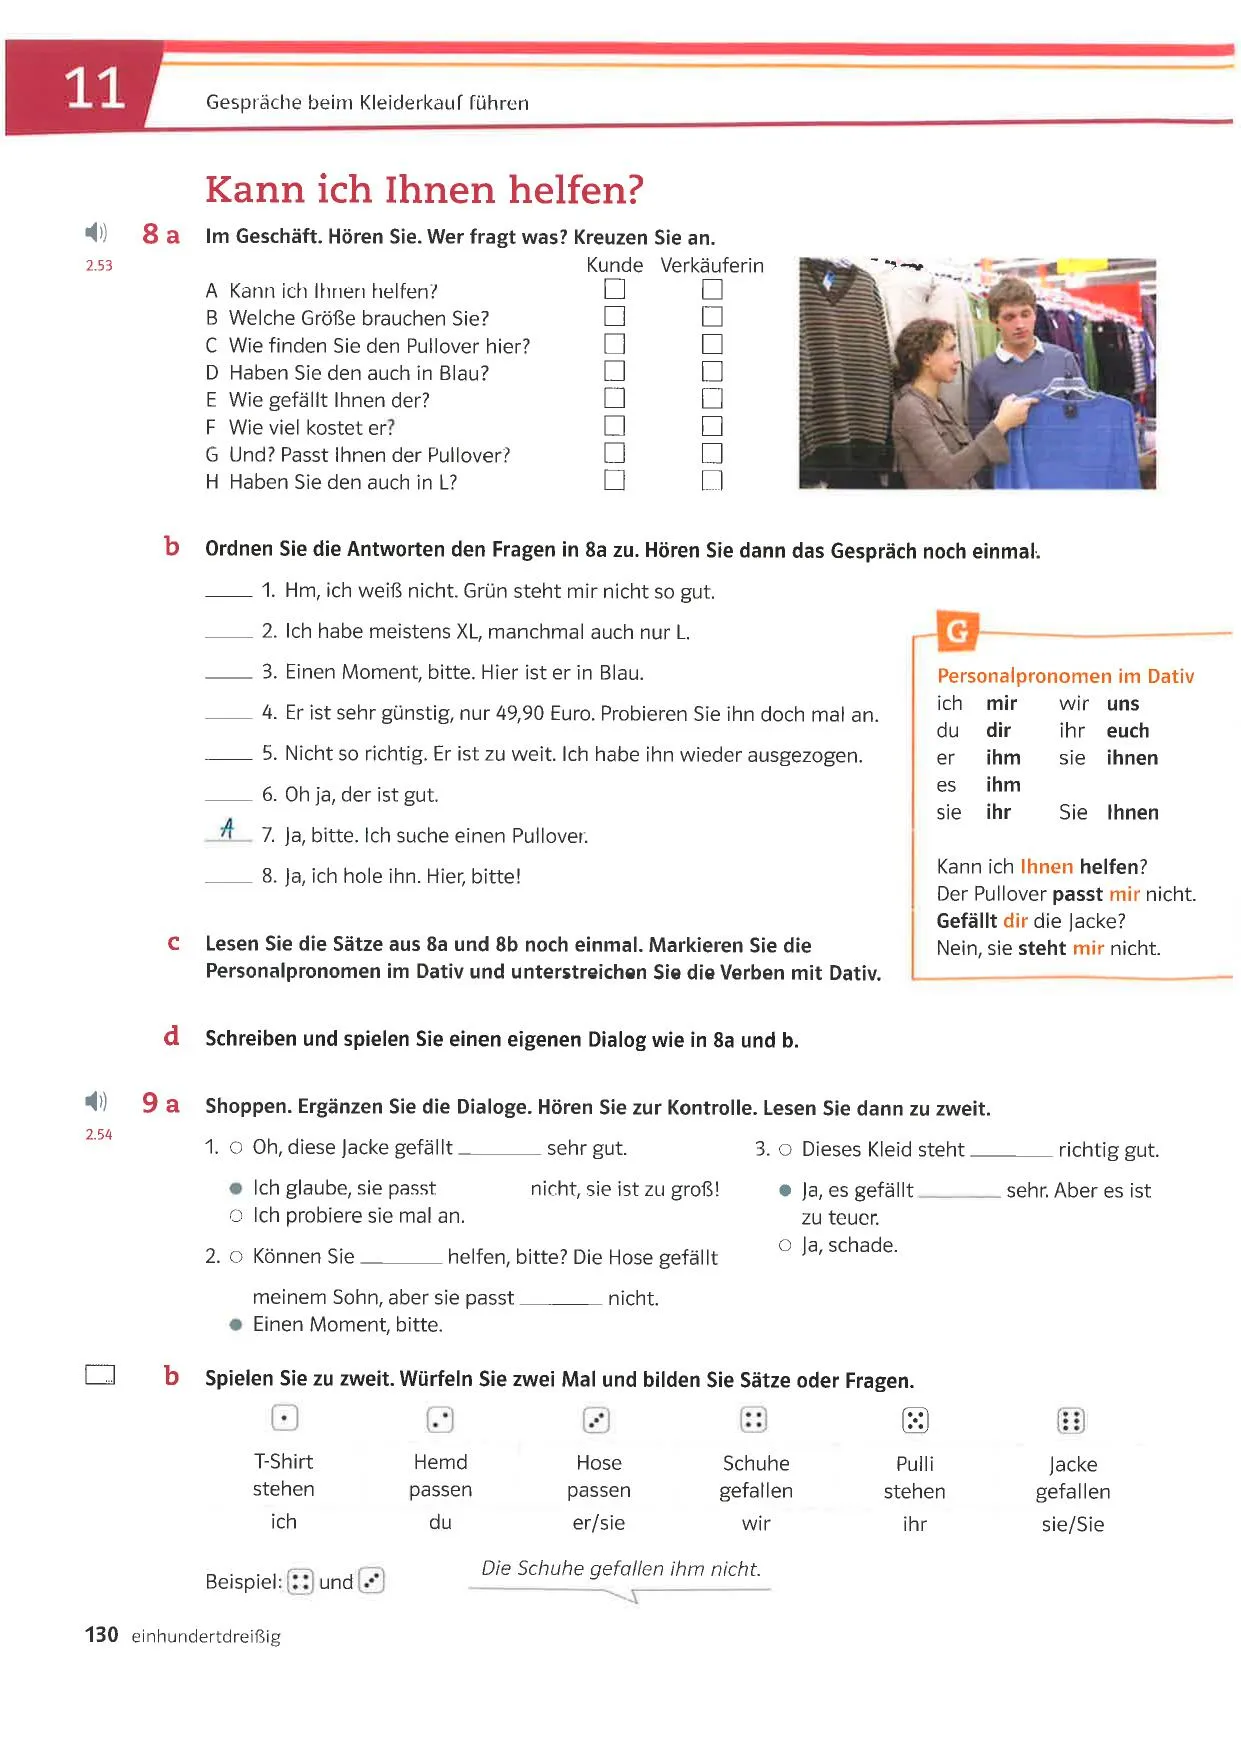 11
Gespräche beim Kleiderkauf führen
Kann ich Ihnen helfen?
8 a Im Geschäft. Hören Sie. Wer fragt was? Kreuzen Sie an.
2.53
Kunde Verkäuferin
A Kann ich Ihnen helfen?
B Welche Größe brauchen Sie?
C Wie finden Sie den Pullover hier?
D Haben Sie den auch in Blau?
E Wie gefällt Ihnen der?
F Wie viel kostet er?
G Und? Passt Ihnen der Pullover?
H Haben Sie den auch in L?
b Ordnen Sie die Antworten den Fragen in 8a zu. Hören Sie dann das Gespräch noch einmal.
____ 1. Hm, ich weiß nicht. Grün steht mir nicht so gut.
____ 2. Ich habe meistens XL, manchmal auch nur L.
____ 3. Einen Moment, bitte. Hier ist er in Blau.
____ 4. Er ist sehr günstig, nur 49,90 Euro. Probieren Sie ihn doch mal an.
____ 5. Nicht so richtig. Er ist zu weit. Ich habe ihn wieder ausgezogen.
____ 6. Oh ja, der ist gut.
A 7. Ja, bitte. Ich suche einen Pullover.
____ 8. Ja, ich hole ihn. Hier, bitte!
G
Personalpronomen im Dativ
ich mir wir uns
du dir ihr euch
er ihm sie ihnen
es ihm
sie ihr Sie Ihnen
Kann ich Ihnen helfen?
Der Pullover passt mir nicht.
Gefällt dir die Jacke?
Nein, sie steht mir nicht.
c Lesen Sie die Sätze aus 8a und 8b noch einmal. Markieren Sie die
Personalpronomen im Dativ und unterstreichen Sie die Verben mit Dativ.
d Schreiben und spielen Sie einen eigenen Dialog wie in 8a und b.
9 a Shoppen. Ergänzen Sie die Dialoge. Hören Sie zur Kontrolle. Lesen Sie dann zu zweit.
2.54
1. ○ Oh, diese Jacke gefällt ______ sehr gut.
● Ich glaube, sie passt nicht, sie ist zu groß!
○ Ich probiere sie mal an.
2. ○ Können Sie ______ helfen, bitte? Die Hose gefällt
meinem Sohn, aber sie passt ______ nicht.
● Einen Moment, bitte.
3. ○ Dieses Kleid steht ______ richtig gut.
● Ja, es gefällt ______ sehr. Aber es ist
zu teuer.
○ Ja, schade.
b Spielen Sie zu zweit. Würfeln Sie zwei Mal und bilden Sie Sätze oder Fragen.
T-Shirt Hemd Hose Schuhe Pulli Jacke
stehen passen passen gefallen stehen gefallen
ich du er/sie wir ihr sie/Sie
Beispiel: und
Die Schuhe gefallen ihm nicht.
130 einhundertdreißig